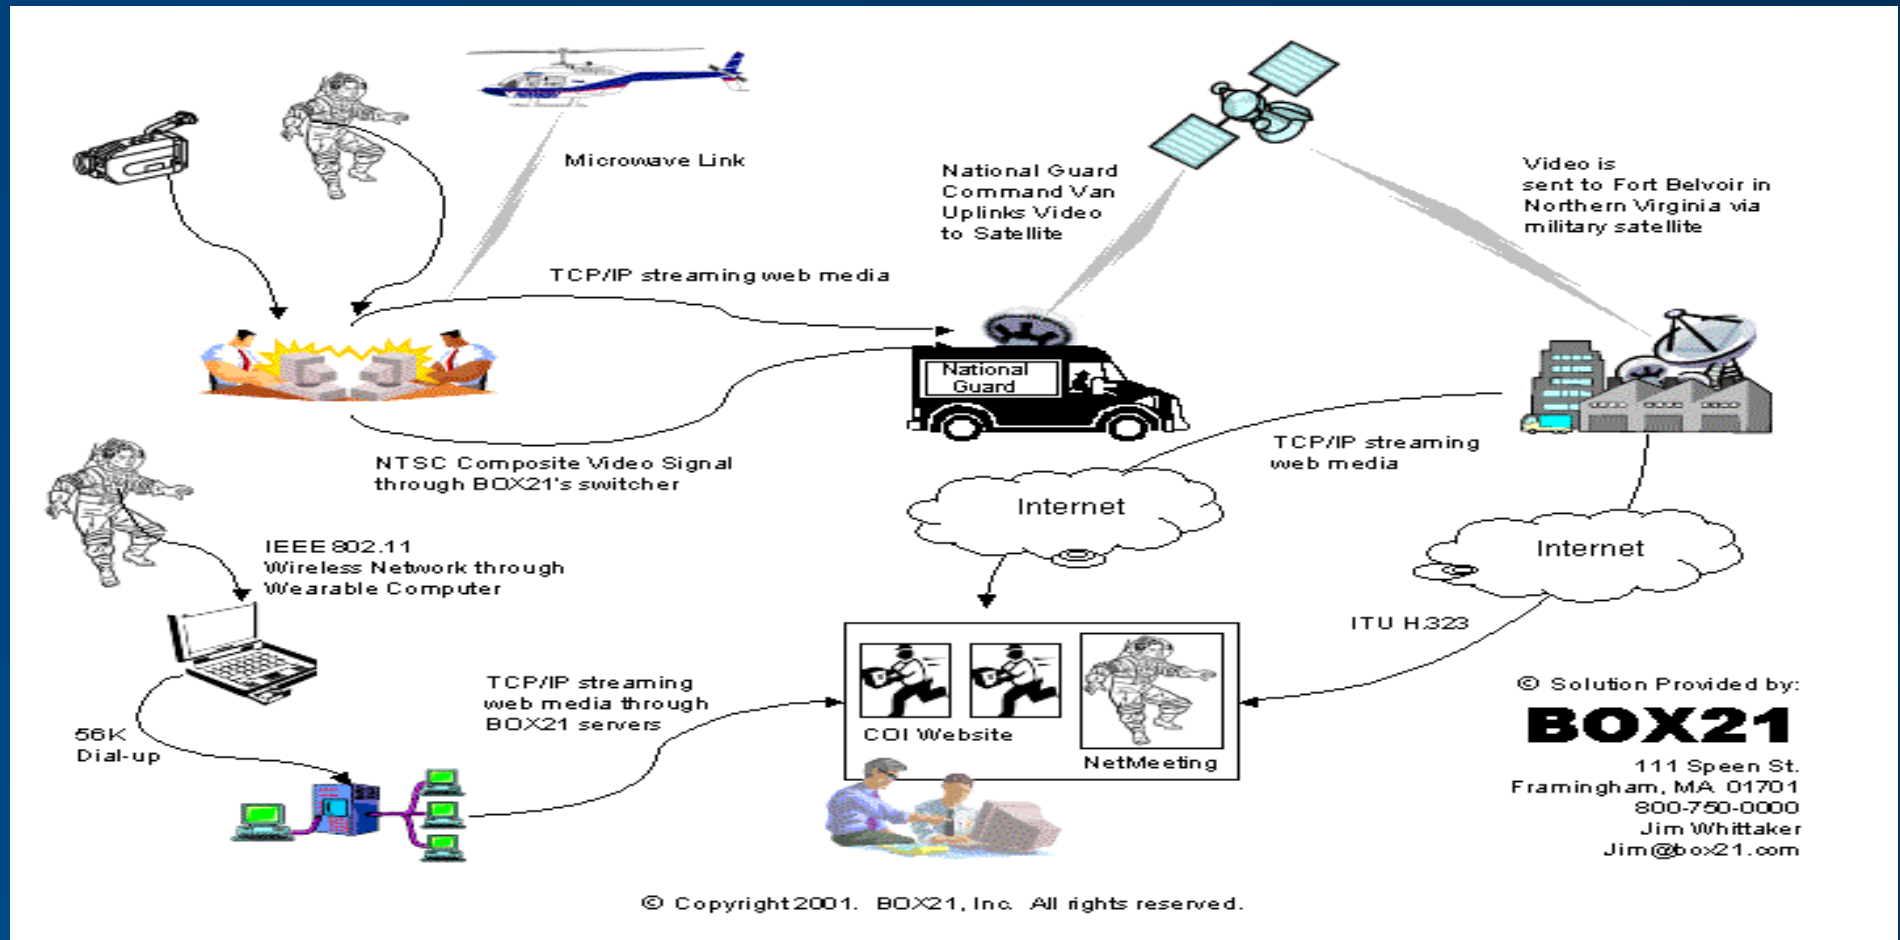 Microwave Link
National Guard
Command Van
Uplinks Video
to Satellite
Video is
sent to Fort Belvoir in
Northern Virginia via
military satellite
TCP/IP streaming web media
National
Guard
TCP/IP streaming
web media
NTSC Composite Video Signal
through BOX21's switcher
Internet
Internet
IEEE 802.11
Wireless Network through
Wearable Computer
ITU H.323
TCP/IP streaming
web media through
BOX21 servers
56K
Dial-up
COI Website
NetMeeting
© Solution Provided by:
BOX21
111 Speen St.
Framingham, MA 01701
800-750-0000
Jim Whittaker
Jim@box21.com
© Copyright 2001. BOX21, Inc. All rights reserved.